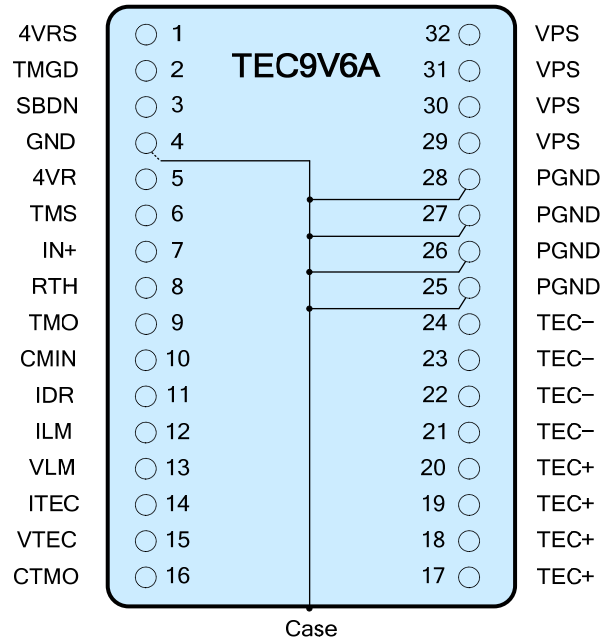 TEC9V6A
4VRS 1 32 VPS
TMGD 2 31 VPS
SBDN 3 30 VPS
GND 4 29 VPS
4VR 5 28 PGND
TMS 6 27 PGND
IN+ 7 26 PGND
RTH 8 25 PGND
TMO 9 24 TEC−
CMIN 10 23 TEC−
IDR 11 22 TEC−
ILM 12 21 TEC−
VLM 13 20 TEC+
ITEC 14 19 TEC+
VTEC 15 18 TEC+
CTMO 16 17 TEC+
Case